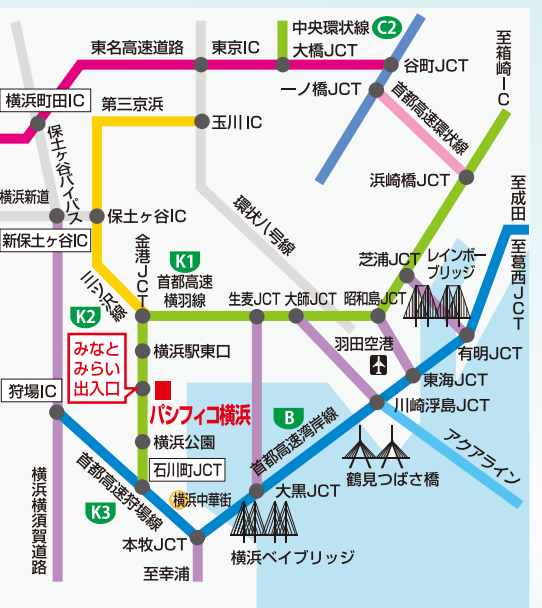 中央環状線 C2
東名高速道路
東京IC
大橋JCT
谷町JCT
至箱崎IC
一ノ橋JCT
首都高速環状線
横浜町田IC
第三京浜
玉川IC
保土ヶ谷バイパス
浜崎橋JCT
至成田
横浜新道
保土ヶ谷IC
環状八号線
新保土ヶ谷IC
金港JCT
K1
首都高速
横羽線
芝浦JCT
レインボー
ブリッジ
至葛西JCT
三ツ沢線
生麦JCT
大師JCT
昭和島JCT
K2
羽田空港
有明JCT
みなと
みらい
出入口
横浜駅東口
東海JCT
狩場IC
パシフィコ横浜
B
首都高速湾岸線
川崎浮島JCT
横浜公園
アクアライン
石川町JCT
鶴見つばさ橋
首都高速狩場線
横浜中華街
大黒JCT
横浜横須賀道路
K3
本牧JCT
横浜ベイブリッジ
至幸浦